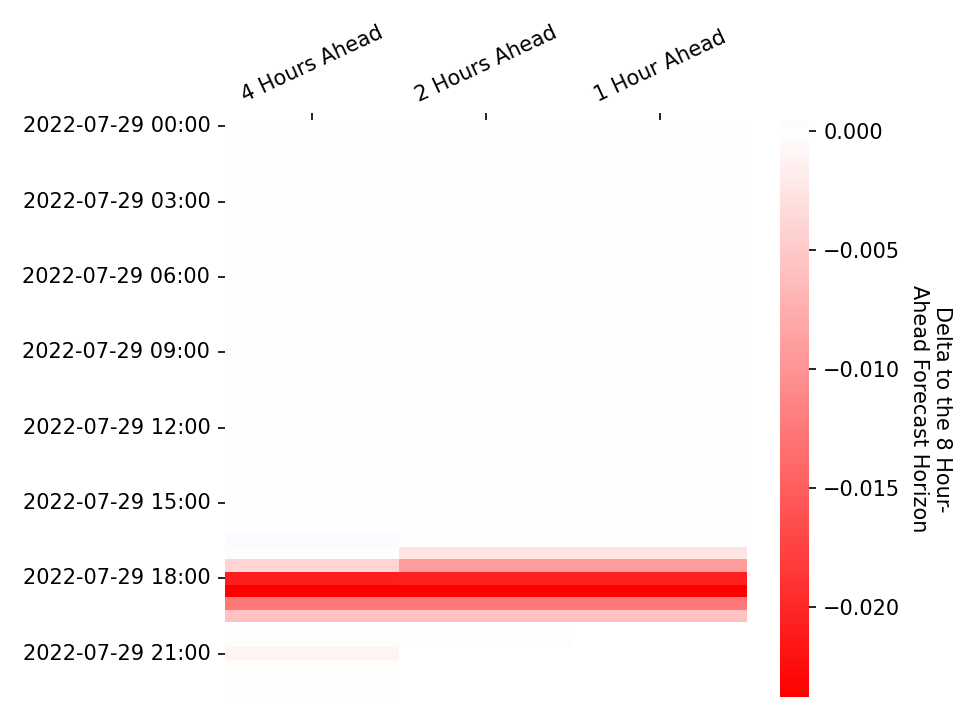 4 Hours Ahead
2 Hours Ahead
1 Hour Ahead
2022-07-29 00:00
2022-07-29 03:00
2022-07-29 06:00
2022-07-29 09:00
2022-07-29 12:00
2022-07-29 15:00
2022-07-29 18:00
2022-07-29 21:00
0.000
−0.005
−0.010
−0.015
−0.020
Delta to the 8 Hour-
Ahead Forecast Horizon